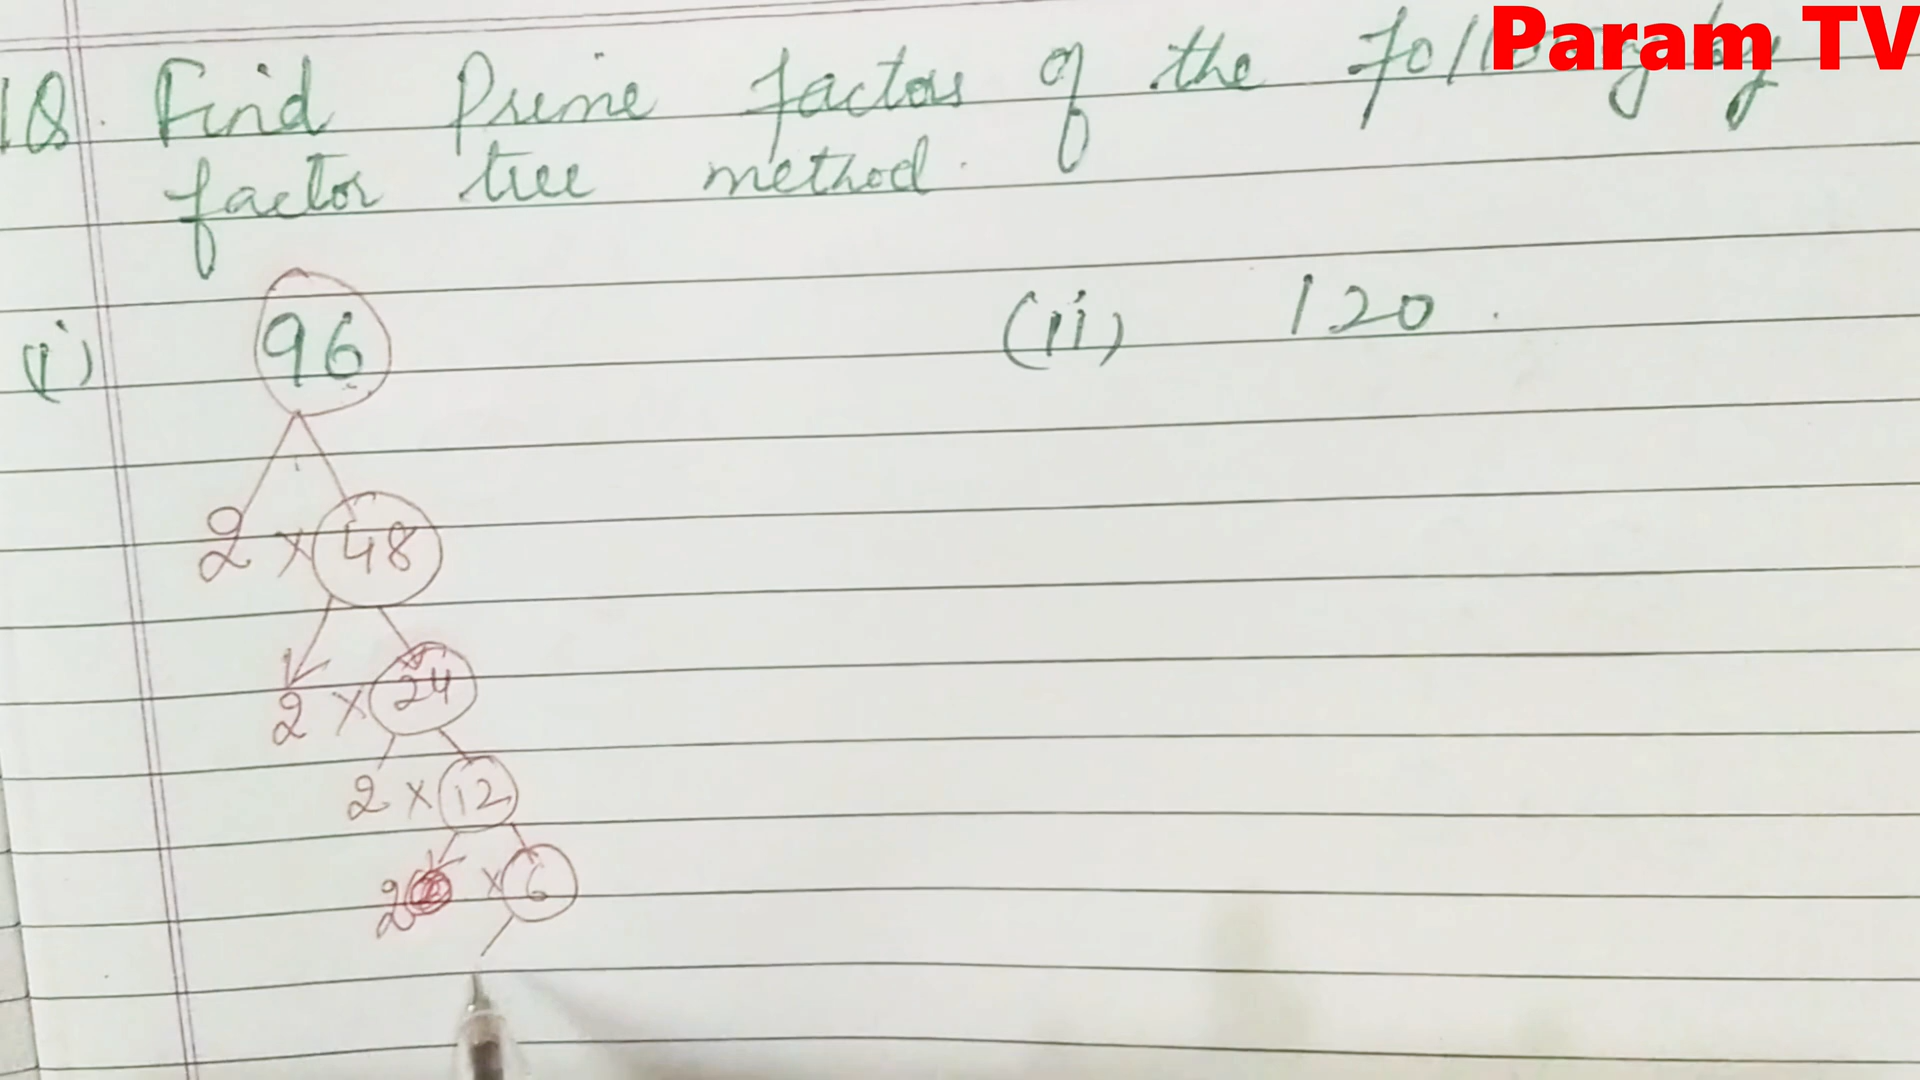 Param TV
1Q. Find Prime factors of the following by
factor tree method.
(i) 96
(ii) 120.
2 x 48
2 x 24
2 x 12
2 x 6